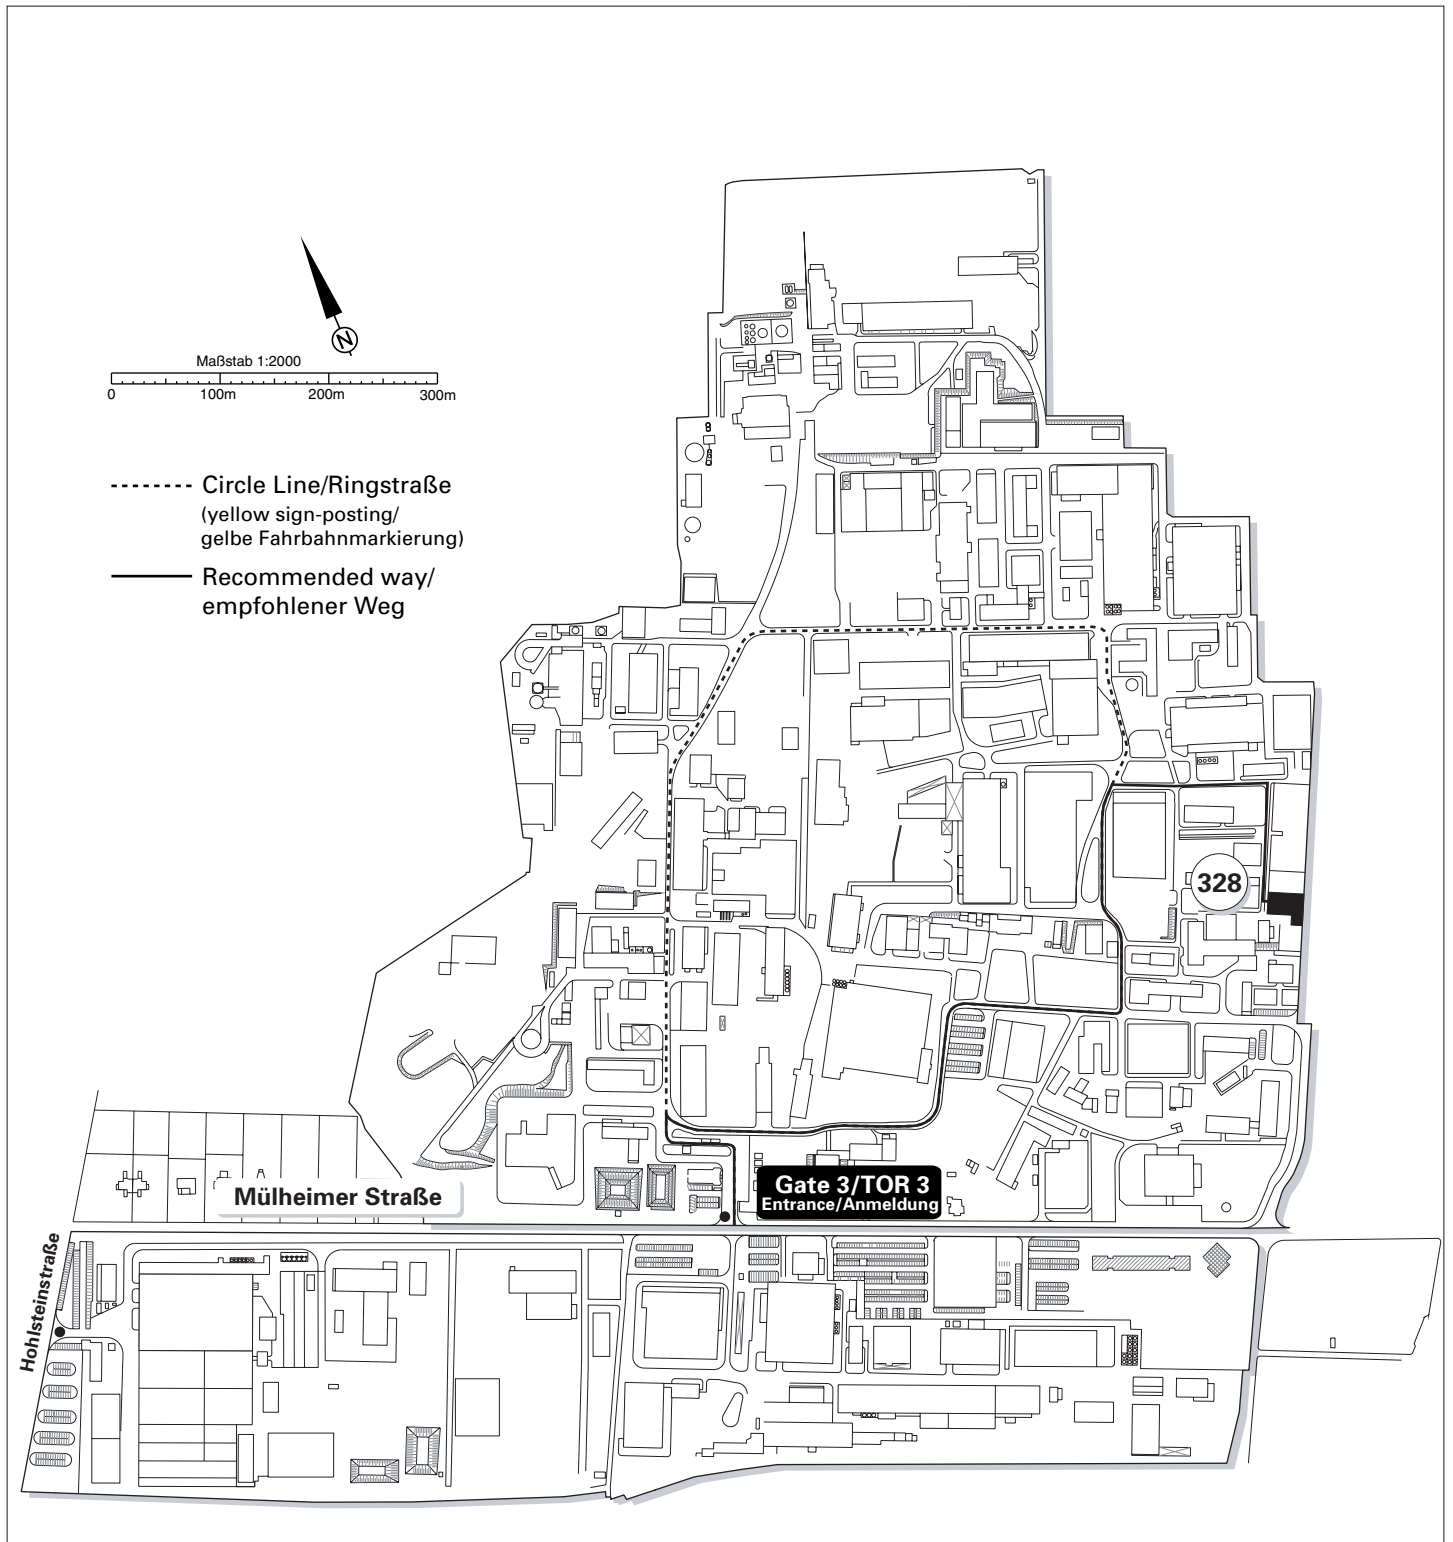 N
Maßstab 1:2000
0 100m 200m 300m
Circle Line/Ringstraße
(yellow sign-posting/
gelbe Fahrbahnmarkierung)
Recommended way/
empfohlener Weg
328
Mülheimer Straße
Gate 3/TOR 3
Entrance/Anmeldung
Hohlsteinstraße